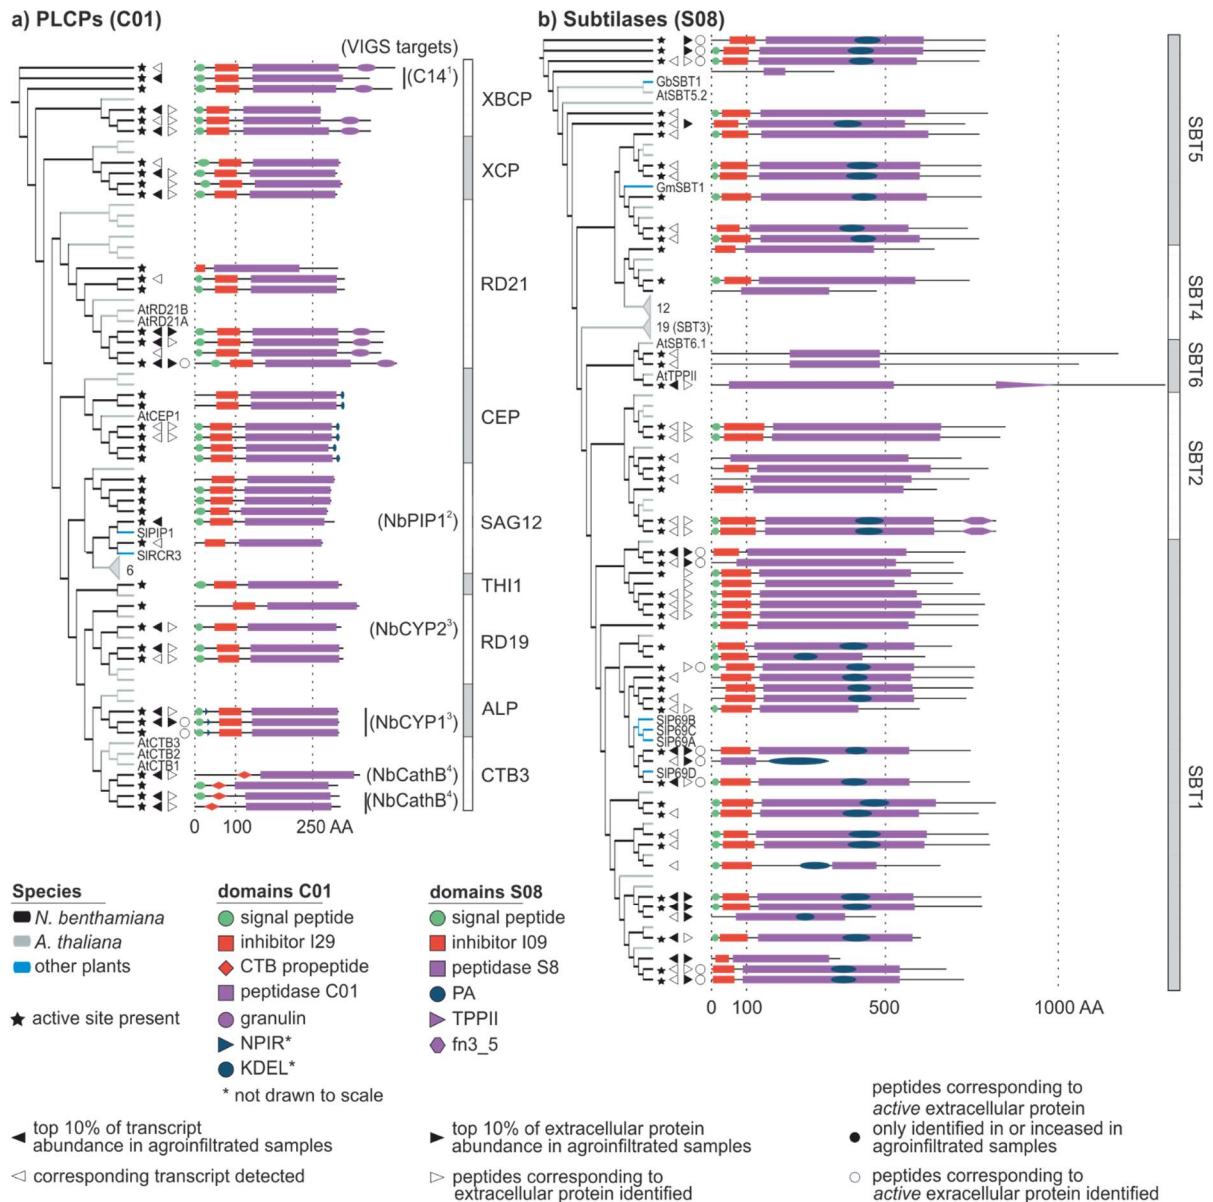 a) PLCPs (C01)
(VIGS targets)
(C14¹)
XBCP
XCP
RD21
AtRD21B
AtRD21A
CEP
AtCEP1
(NbPIP1²)
SAG12
SlPIP1
SlRCR3
6
THI1
(NbCYP2³)
RD19
(NbCYP1³)
ALP
AtCTB3
AtCTB2
AtCTB1
(NbCathB⁴)
CTB3
(NbCathB⁴)
0 100 250 AA
b) Subtilases (S08)
GbSBT1
AtSBT5.2
SBT5
GmSBT1
SBT4
12
19 (SBT3)
AtSBT6.1
SBT6
AtTPPII
SBT2
SlP69B
SlP69C
SlP69A
SlP69D
SBT1
0 100 500 1000 AA
Species
N. benthamiana
A. thaliana
other plants
active site present
domains C01
signal peptide
inhibitor I29
CTB propeptide
peptidase C01
granulin
NPIR*
KDEL*
* not drawn to scale
domains S08
signal peptide
inhibitor I09
peptidase S8
PA
TPPII
fn3_5
top 10% of transcript
abundance in agroinfiltrated samples
corresponding transcript detected
top 10% of extracellular protein
abundance in agroinfiltrated samples
peptides corresponding to
extracellular protein identified
peptides corresponding to
active extracellular protein
only identified in or inceased in
agroinfiltrated samples
peptides corresponding to
active extracellular protein identified